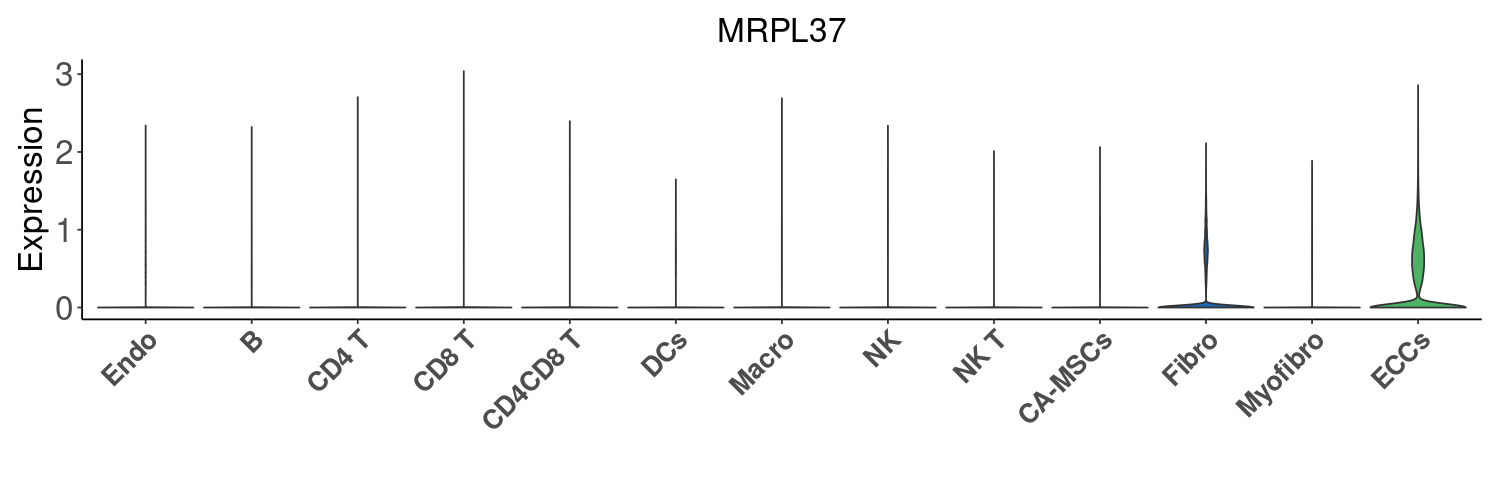 MRPL37
Expression
3
2
1
0
Endo
B
CD4 T
CD8 T
CD4CD8 T
DCs
Macro
NK
NK T
CA-MSCs
Fibro
Myofibro
ECCs